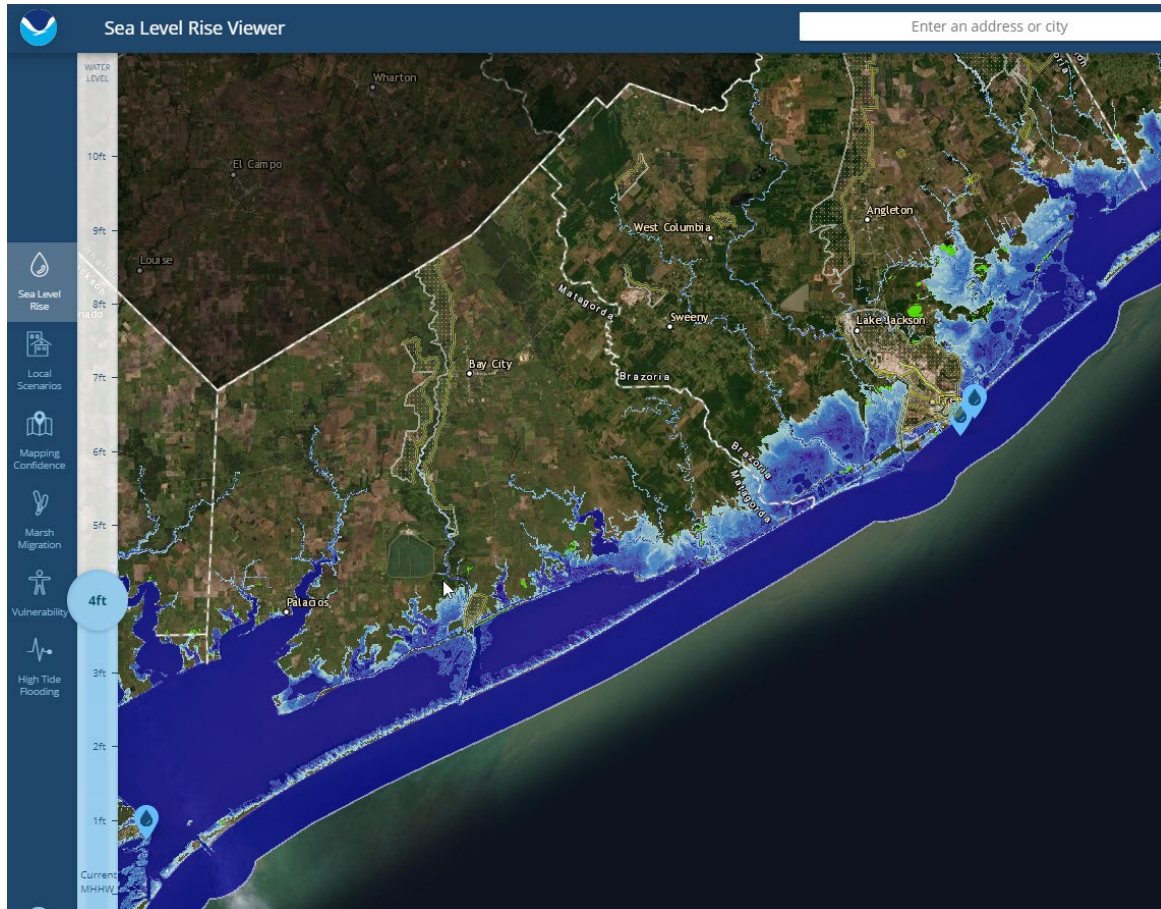 Sea Level Rise Viewer
Enter an address or city
WATER
LEVEL
10ft
9ft
8ft
7ft
6ft
5ft
4ft
3ft
2ft
1ft
Current
MHHW
Sea Level
Rise
Local
Scenarios
Mapping
Confidence
Marsh
Migration
Vulnerability
High Tide
Flooding
Wharton
El Campo
Louise
West Columbia
Angleton
Matagorda
Sweeny
Lake Jackson
Bay City
Brazoria
Brazoria
Matagorda
Palacios